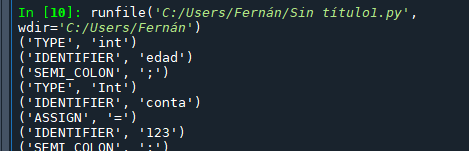 In [10]: runfile('C:/Users/Fernán/Sin título1.py',
wdir='C:/Users/Fernán')
('TYPE', 'int')
('IDENTIFIER', 'edad')
('SEMI_COLON', ';')
('TYPE', 'Int')
('IDENTIFIER', 'conta')
('ASSIGN', '=')
('IDENTIFIER', '123')
('SEMI_COLON', ';')